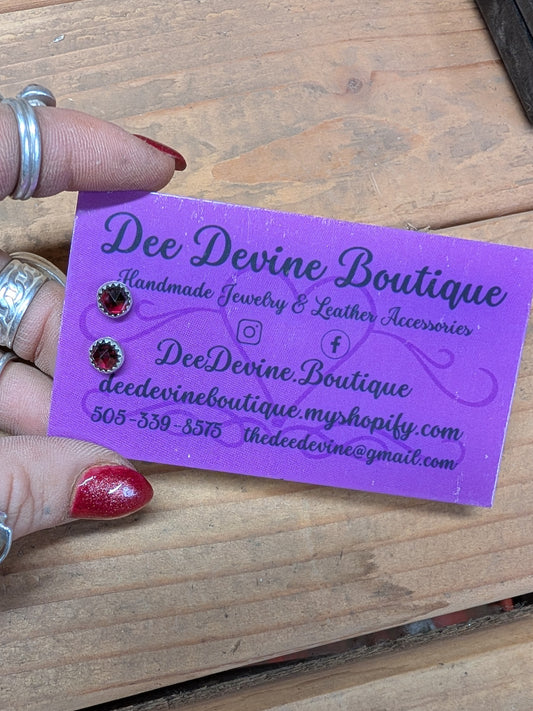 Dee Devine Boutique
Handmade Jewelry & Leather Accessories
DeeDevine.Boutique
deedevineboutique.myshopify.com
505-339-8575 thedeedevine@gmail.com